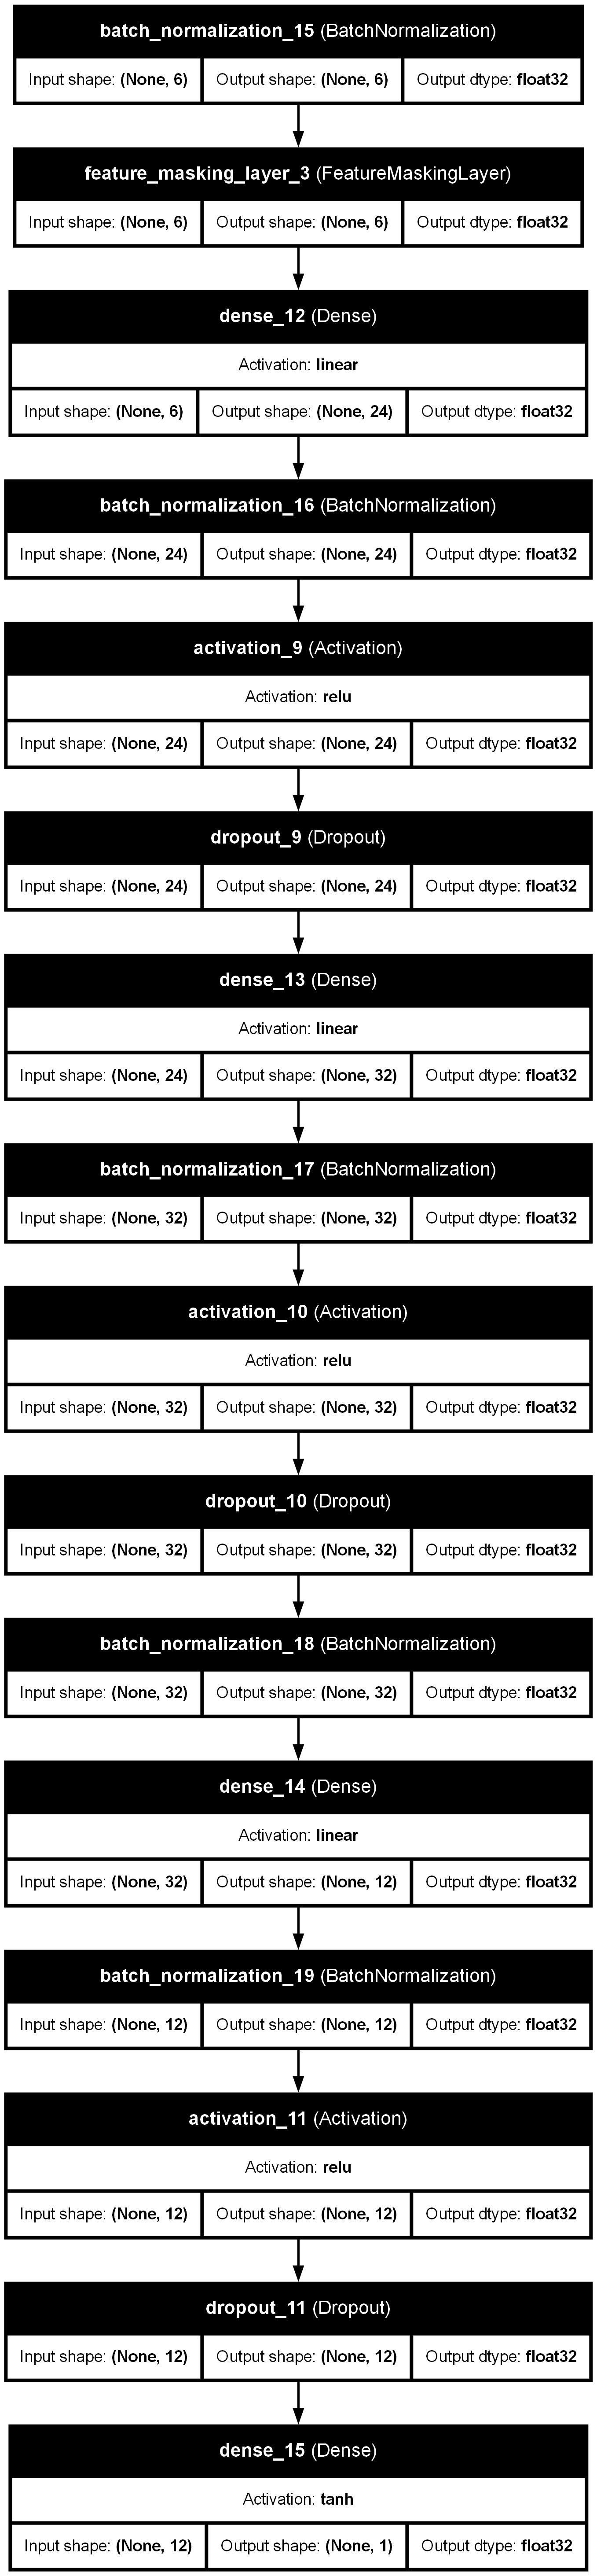 batch_normalization_15 (BatchNormalization)
Input shape: (None, 6) Output shape: (None, 6) Output dtype: float32
feature_masking_layer_3 (FeatureMaskingLayer)
Input shape: (None, 6) Output shape: (None, 6) Output dtype: float32
dense_12 (Dense)
Activation: linear
Input shape: (None, 6) Output shape: (None, 24) Output dtype: float32
batch_normalization_16 (BatchNormalization)
Input shape: (None, 24) Output shape: (None, 24) Output dtype: float32
activation_9 (Activation)
Activation: relu
Input shape: (None, 24) Output shape: (None, 24) Output dtype: float32
dropout_9 (Dropout)
Input shape: (None, 24) Output shape: (None, 24) Output dtype: float32
dense_13 (Dense)
Activation: linear
Input shape: (None, 24) Output shape: (None, 32) Output dtype: float32
batch_normalization_17 (BatchNormalization)
Input shape: (None, 32) Output shape: (None, 32) Output dtype: float32
activation_10 (Activation)
Activation: relu
Input shape: (None, 32) Output shape: (None, 32) Output dtype: float32
dropout_10 (Dropout)
Input shape: (None, 32) Output shape: (None, 32) Output dtype: float32
batch_normalization_18 (BatchNormalization)
Input shape: (None, 32) Output shape: (None, 32) Output dtype: float32
dense_14 (Dense)
Activation: linear
Input shape: (None, 32) Output shape: (None, 12) Output dtype: float32
batch_normalization_19 (BatchNormalization)
Input shape: (None, 12) Output shape: (None, 12) Output dtype: float32
activation_11 (Activation)
Activation: relu
Input shape: (None, 12) Output shape: (None, 12) Output dtype: float32
dropout_11 (Dropout)
Input shape: (None, 12) Output shape: (None, 12) Output dtype: float32
dense_15 (Dense)
Activation: tanh
Input shape: (None, 12) Output shape: (None, 1) Output dtype: float32